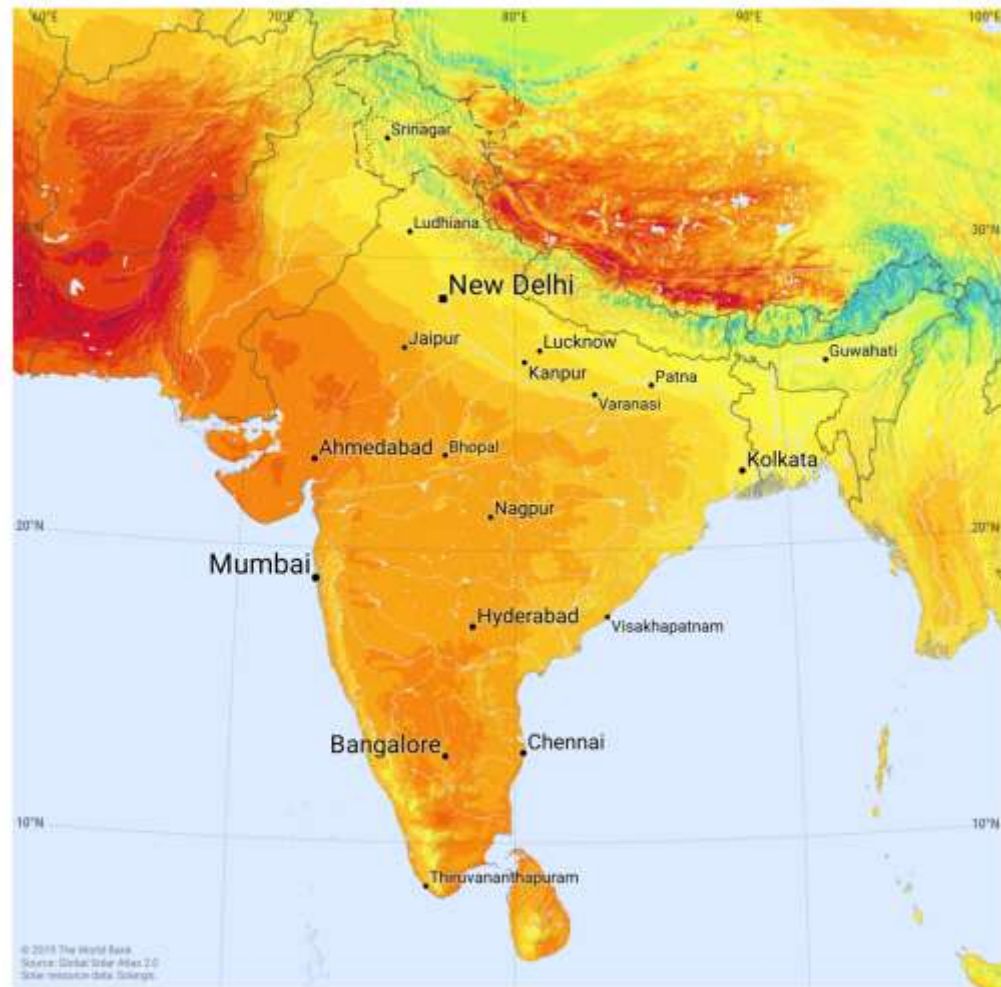 60°E 70°E 80°E 90°E 100°E
Srinagar
Ludhiana
30°N
New Delhi
Jaipur
Lucknow
Guwahati
Kanpur
Patna
Varanasi
Ahmedabad
Bhopal
Kolkata
Nagpur
20°N 20°N
Mumbai
Hyderabad
Visakhapatnam
Bangalore
Chennai
10°N 10°N
Thiruvananthapuram
© 2019 The World Bank
Source: Global Solar Atlas 2.0
Solar resource data: Solargis.